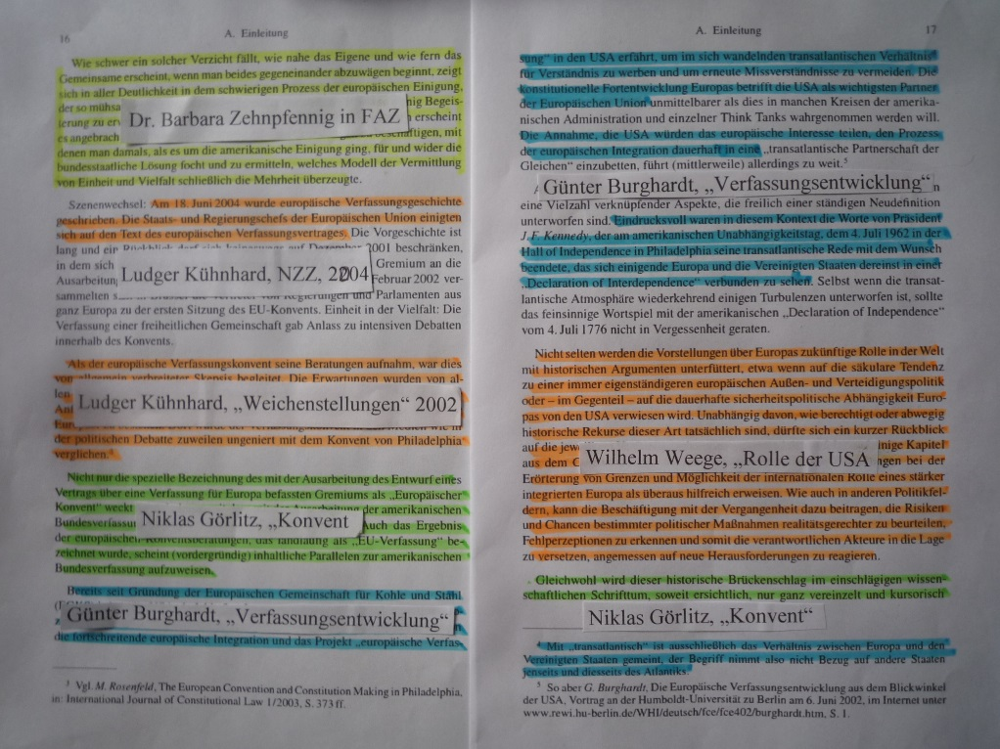 16
A. Einleitung
Wie schwer ein solcher Verzicht fällt, wie nahe das Eigene und wie fern das
Gemeinsame erscheint, wenn man beides gegeneinander abzuwägen beginnt, zeigt
sich in aller Deutlichkeit in dem schwierigen Prozess der europäischen Einigung,
der so mühsa nig Begeis-
terung zu er erscheint
es angebrach ftigen, mit
Dr. Barbara Zehnpfennig in FAZ
denen man damals, als es um die amerikanische Einigung ging, für und wider die
bundesstaatliche Lösung focht und zu ermitteln, welches Modell der Vermittlung
von Einheit und Vielfalt schließlich die Mehrheit überzeugte.
Szenenwechsel: Am 18. Juni 2004 wurde europäische Verfassungsgeschichte
geschrieben. Die Staats- und Regierungschefs der Europäischen Union einigten
sich auf den Text des europäischen Verfassungsvertrages. Die Vorgeschichte ist
lang und ein 2001 beschränken,
in dem sich Gremium an die
Ausarbeitung Februar 2002 ver-
Ludger Kühnhard, NZZ, 2004
sammelten Regierungen und Parlamenten aus
ganz Europa zu der ersten Sitzung des EU-Konvents. Einheit in der Vielfalt: Die
Verfassung einer freiheitlichen Gemeinschaft gab Anlass zu intensiven Debatten
innerhalb des Konvents.
Als der europäische Verfassungskonvent seine Beratungen aufnahm, war dies
von allgemein verbreiteter Skepsis begleitet. Die Erwartungen wurden von al-
len
Ludger Kühnhard, „Weichenstellungen“ 2002
der politischen Debatte zuweilen ungeniert mit dem Konvent von Philadelphia
verglichen.
Nicht nur die spezielle Bezeichnung des mit der Ausarbeitung des Entwurf eines
Vertrags über eine Verfassung für Europa befassten Gremiums als „Europäischer
Konvent“ weckt der amerikanischen
Bundesverfassun Auch das Ergebnis
Niklas Görlitz, „Konvent
der europäischen Konventsberatungen, das landläufig als „EU-Verfassung“ be-
zeichnet wurde, scheint (vordergründig) inhaltliche Parallelen zur amerikanischen
Bundesverfassung aufzuweisen.
Bereits seit Gründung der Europäischen Gemeinschaft für Kohle und Stahl
Günter Burghardt, „Verfassungsentwicklung“
die fortschreitende europäische Integration und das Projekt „europäische Verfas-
3 Vgl. M. Rosenfeld, The European Convention and Constitution Making in Philadelphia,
in: International Journal of Constitutional Law 1/2003, S. 373 ff.
A. Einleitung
17
sung“ in den USA erfährt, um im sich wandelnden transatlantischen Verhältnis
für Verständnis zu werben und um erneute Missverständnisse zu vermeiden. Die
konstitutionelle Fortentwicklung Europas betrifft die USA als wichtigsten Partner
der Europäischen Union unmittelbarer als dies in manchen Kreisen der amerika-
nischen Administration und einzelner Think Tanks wahrgenommen werden will.
Die Annahme, die USA würden das europäische Interesse teilen, den Prozess
der europäischen Integration dauerhaft in eine „transatlantische Partnerschaft der
Gleichen“ einzubetten, führt (mittlerweile) allerdings zu weit.5
Günter Burghardt, „Verfassungsentwicklung“ n
eine Vielzahl verknüpfender Aspekte, die freilich einer ständigen Neudefinition
unterworfen sind. Eindrucksvoll waren in diesem Kontext die Worte von Präsident
J. F. Kennedy, der am amerikanischen Unabhängigkeitstag, dem 4. Juli 1962 in der
Hall of Independence in Philadelphia seine transatlantische Rede mit dem Wunsch
beendete, das sich einigende Europa und die Vereinigten Staaten dereinst in einer
„Declaration of Interdependence“ verbunden zu sehen. Selbst wenn die transat-
lantische Atmosphäre wiederkehrend einigen Turbulenzen unterworfen ist, sollte
das feinsinnige Wortspiel mit der amerikanischen „Declaration of Independence“
vom 4. Juli 1776 nicht in Vergessenheit geraten.
Nicht selten werden die Vorstellungen über Europas zukünftige Rolle in der Welt
mit historischen Argumenten unterfüttert, etwa wenn auf die säkulare Tendenz
zu einer immer eigenständigeren europäischen Außen- und Verteidigungspolitik
oder – im Gegenteil – auf die dauerhafte sicherheitspolitische Abhängigkeit Euro-
pas von den USA verwiesen wird. Unabhängig davon, wie berechtigt oder abwegig
historische Rekurse dieser Art tatsächlich sind, dürfte sich ein kurzer Rückblick
auf die jew inige Kapitel
aus dem ngen bei der
Wilhelm Weege, „Rolle der USA
Erörterung von Grenzen und Möglichkeit der internationalen Rolle eines stärker
integrierten Europa als überaus hilfreich erweisen. Wie auch in anderen Politikfel-
dern, kann die Beschäftigung mit der Vergangenheit dazu beitragen, die Risiken
und Chancen bestimmter politischer Maßnahmen realitätsgerechter zu beurteilen,
Fehlperzeptionen zu erkennen und somit die verantwortlichen Akteure in die Lage
zu versetzen, angemessen auf neue Herausforderungen zu reagieren.
Gleichwohl wird dieser historische Brückenschlag im einschlägigen wissen-
schaftlichen Schrifttum, soweit ersichtlich, nur ganz vereinzelt und kursorisch
Niklas Görlitz, „Konvent“
4 Mit „transatlantisch“ ist ausschließlich das Verhältnis zwischen Europa und den
Vereinigten Staaten gemeint, der Begriff nimmt also nicht Bezug auf andere Staaten
jenseits und diesseits des Atlantiks.
5 So aber G. Burghardt, Die Europäische Verfassungsentwicklung aus dem Blickwinkel
der USA, Vortrag an der Humboldt-Universität zu Berlin am 6. Juni 2002, im Internet unter
www.rewi.hu-berlin.de/WHI/deutsch/fce/fce402/burghardt.htm, S. 1.